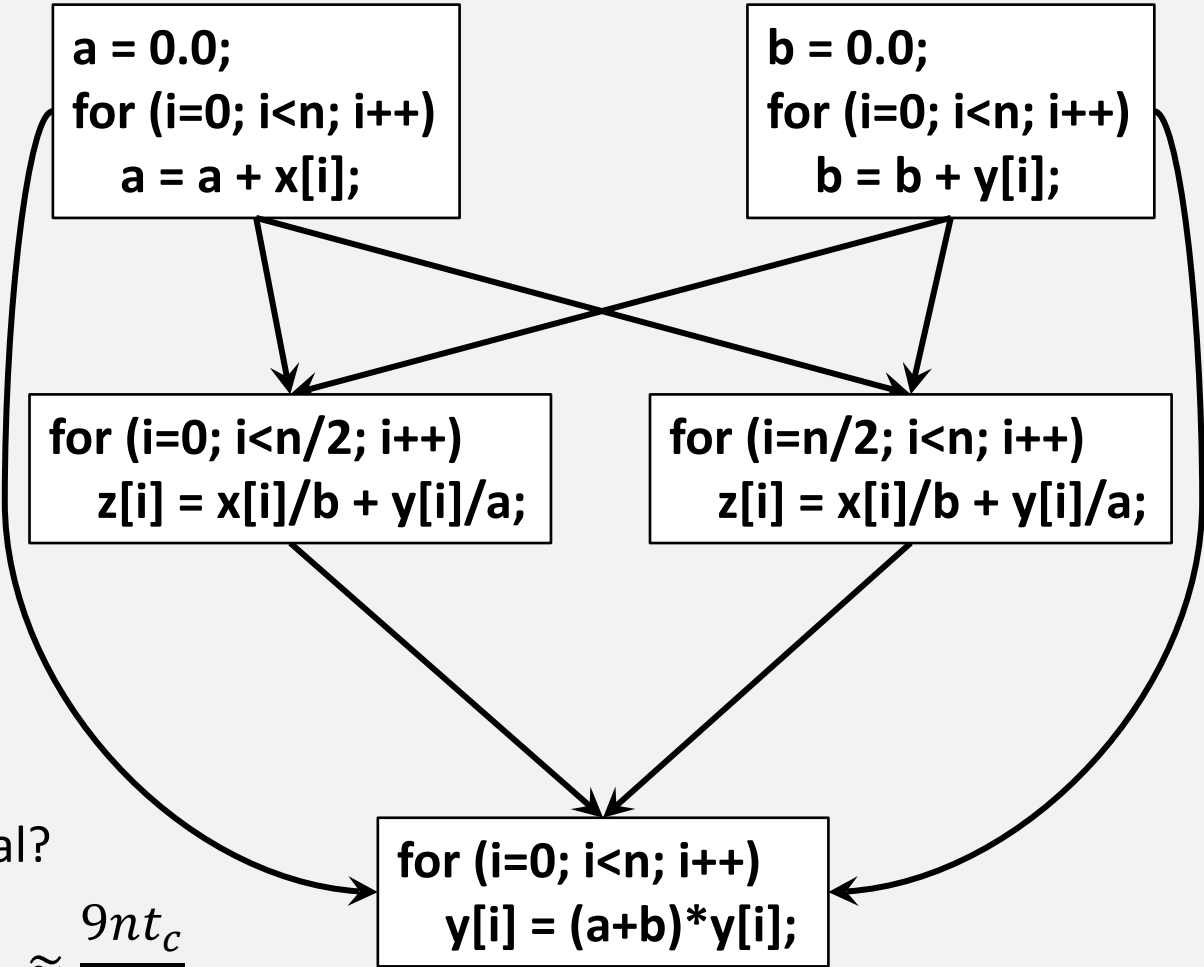 a = 0.0;
for (i=0; i<n; i++)
a = a + x[i];
b = 0.0;
for (i=0; i<n; i++)
b = b + y[i];
for (i=0; i<n/2; i++)
z[i] = x[i]/b + y[i]/a;
for (i=n/2; i<n; i++)
z[i] = x[i]/b + y[i]/a;
for (i=0; i<n; i++)
y[i] = (a+b)*y[i];
al?
≈ 9nt_c